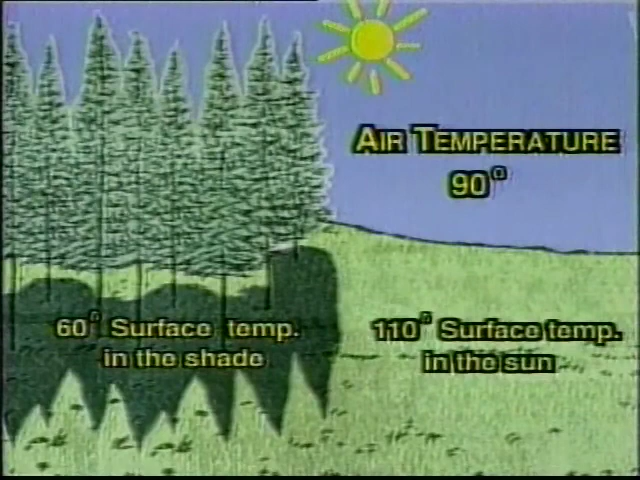 AIR TEMPERATURE
90°
60° Surface temp.
in the shade
110° Surface temp.
in the sun